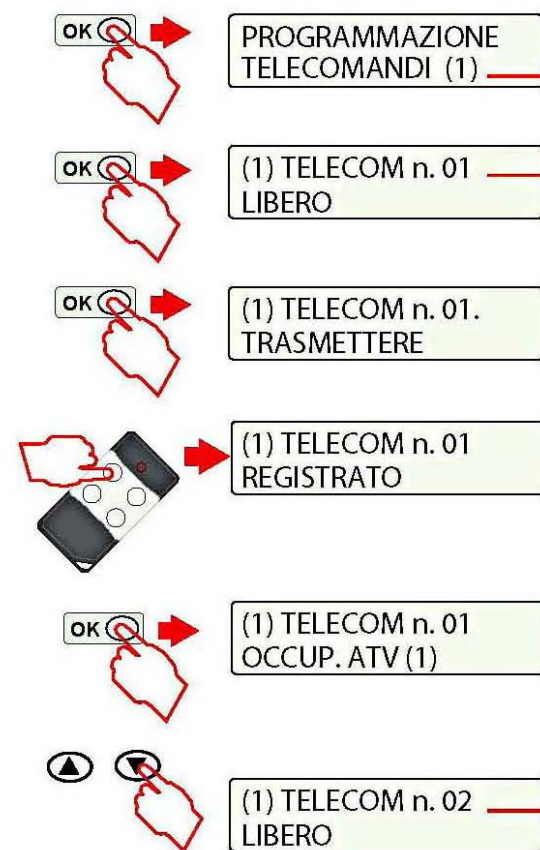 OK
PROGRAMMAZIONE
TELECOMANDI (1)
OK
(1) TELECOM n. 01
LIBERO
OK
(1) TELECOM n. 01.
TRASMETTERE
(1) TELECOM n. 01
REGISTRATO
OK
(1) TELECOM n. 01
OCCUP. ATV (1)
(1) TELECOM n. 02
LIBERO